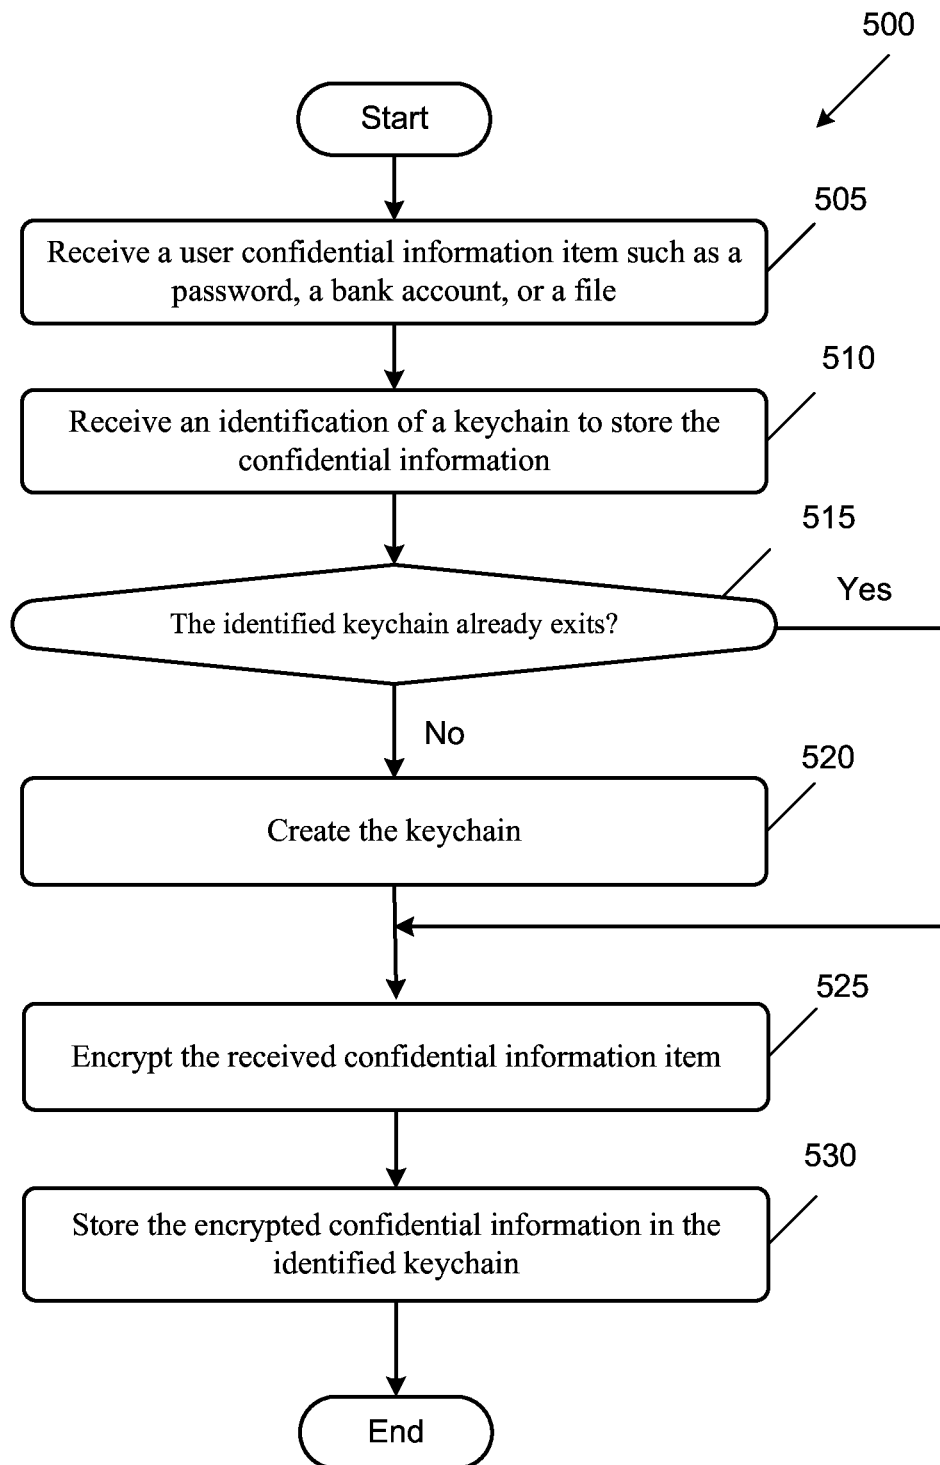 500
Start
505
Receive a user confidential information item such as a
password, a bank account, or a file
510
Receive an identification of a keychain to store the
confidential information
515
The identified keychain already exits?
Yes
No
520
Create the keychain
525
Encrypt the received confidential information item
530
Store the encrypted confidential information in the
identified keychain
End